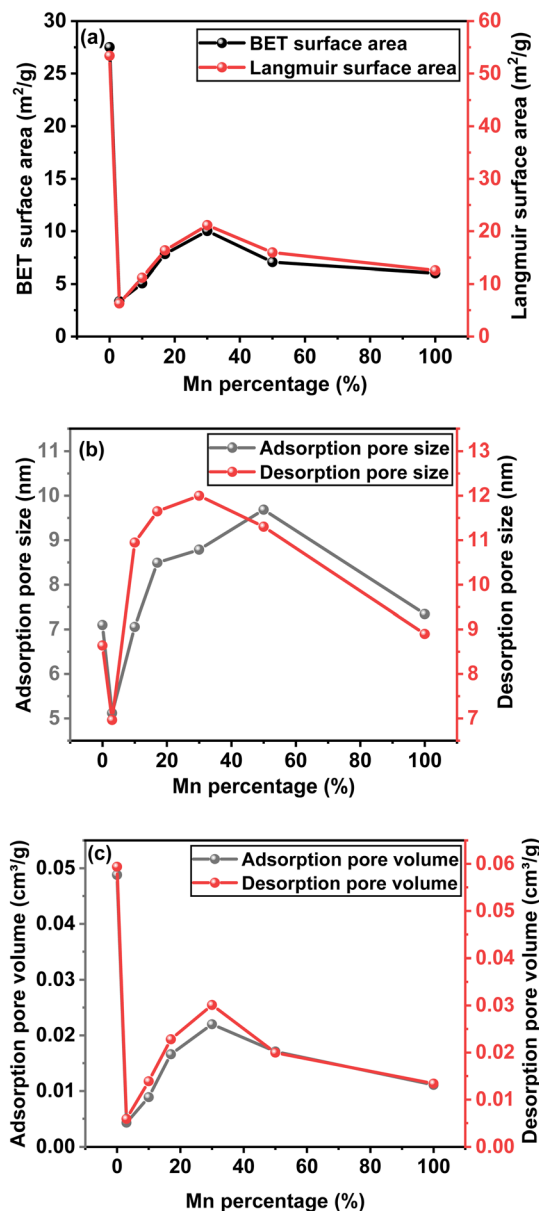 (a)
BET surface area
Langmuir surface area
BET surface area (m²/g)
30
25
20
15
10
5
0
Langmuir surface area (m²/g)
60
50
40
30
20
10
0
0 20 40 60 80 100
Mn percentage (%)
(b)
Adsorption pore size
Desorption pore size
Adsorption pore size (nm)
11
10
9
8
7
6
5
Desorption pore size (nm)
13
12
11
10
9
8
7
0 20 40 60 80 100
Mn percentage (%)
(c)
Adsorption pore volume
Desorption pore volume
Adsorption pore volume (cm³/g)
0.05
0.04
0.03
0.02
0.01
0.00
Desorption pore volume (cm³/g)
0.06
0.05
0.04
0.03
0.02
0.01
0.00
0 20 40 60 80 100
Mn percentage (%)